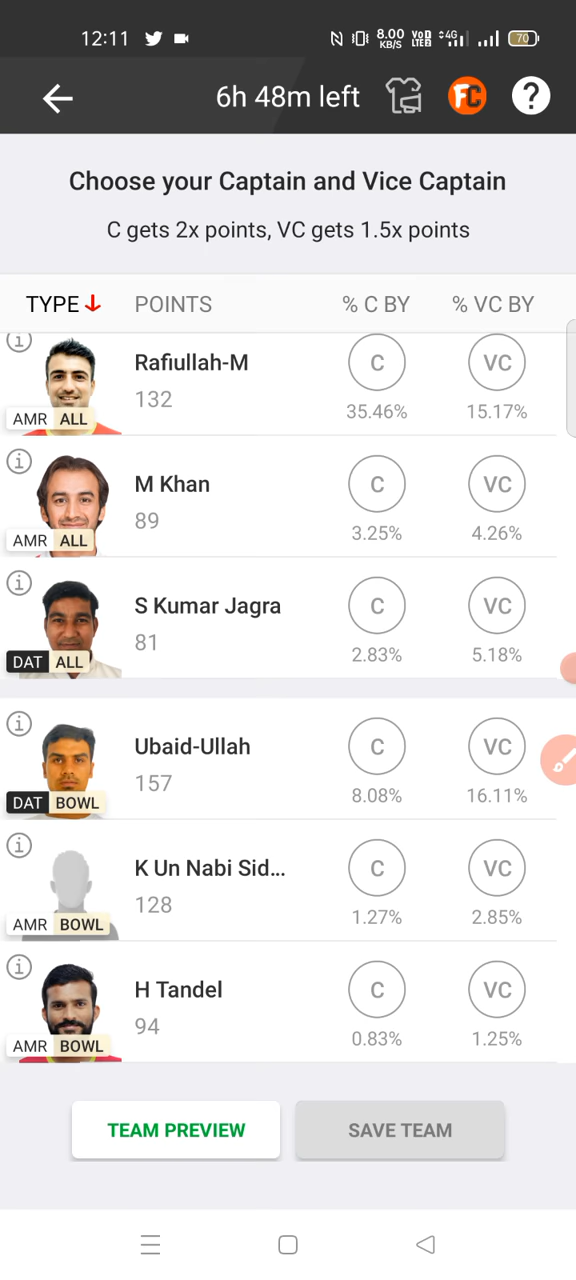 12:11 8.00 KB/S VoD LTE 4G 70
6h 48m left FC ?
Choose your Captain and Vice Captain
C gets 2x points, VC gets 1.5x points
TYPE POINTS % C BY % VC BY
Rafiullah-M C VC
132 35.46% 15.17%
AMR ALL
M Khan C VC
89 3.25% 4.26%
AMR ALL
S Kumar Jagra C VC
81 2.83% 5.18%
DAT ALL
Ubaid-Ullah C VC
157 8.08% 16.11%
DAT BOWL
K Un Nabi Sid... C VC
128 1.27% 2.85%
AMR BOWL
H Tandel C VC
94 0.83% 1.25%
AMR BOWL
TEAM PREVIEW SAVE TEAM